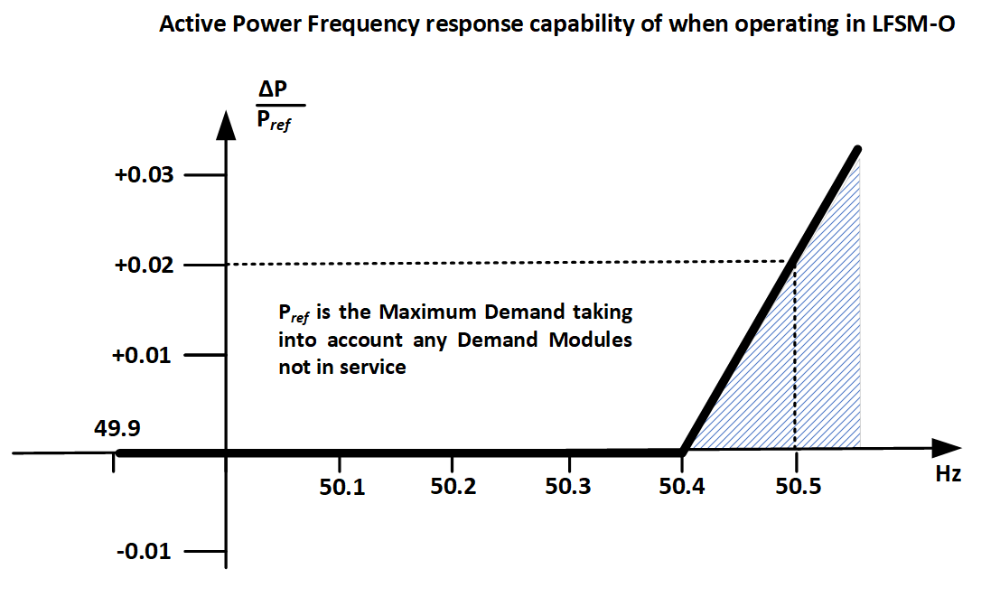 Active Power Frequency response capability of when operating in LFSM-O
ΔP
Pref
+0.03
+0.02
Pref is the Maximum Demand taking
into account any Demand Modules
not in service
+0.01
49.9
50.1
50.2
50.3
50.4
50.5
Hz
-0.01